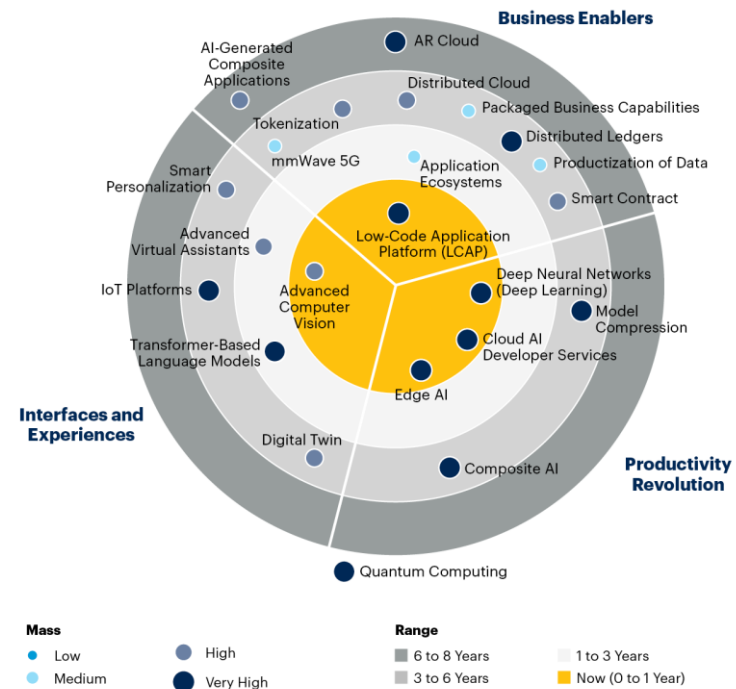 Business Enablers
AR Cloud
AI-Generated
Composite
Applications
Distributed Cloud
Packaged Business Capabilities
Tokenization
Distributed Ledgers
mmWave 5G
Application
Ecosystems
Productization of Data
Smart
Personalization
Smart Contract
Low-Code Application
Platform (LCAP)
Advanced
Virtual Assistants
Deep Neural Networks
(Deep Learning)
IoT Platforms
Advanced
Computer
Vision
Model
Compression
Cloud AI
Developer Services
Transformer-Based
Language Models
Edge AI
Interfaces and
Experiences
Digital Twin
Composite AI
Productivity
Revolution
Quantum Computing
Mass
Low
Medium
High
Very High
Range
6 to 8 Years
3 to 6 Years
1 to 3 Years
Now (0 to 1 Year)